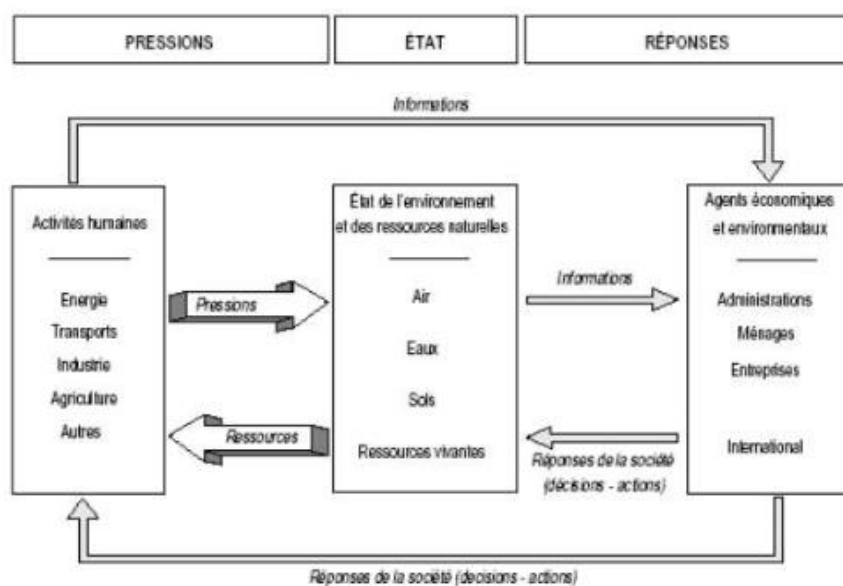 PRESSIONS
ÉTAT
RÉPONSES
Informations
Activités humaines
Energie
Transports
Industrie
Agriculture
Autres
Pressions
Ressources
État de l'environnement
et des ressources naturelles
Air
Eaux
Sols
Ressources vivantes
Informations
Réponses de la société
(décisions - actions)
Agents économiques
et environmentaux
Administrations
Ménages
Entreprises
International
Réponses de la société (decisions - actions)